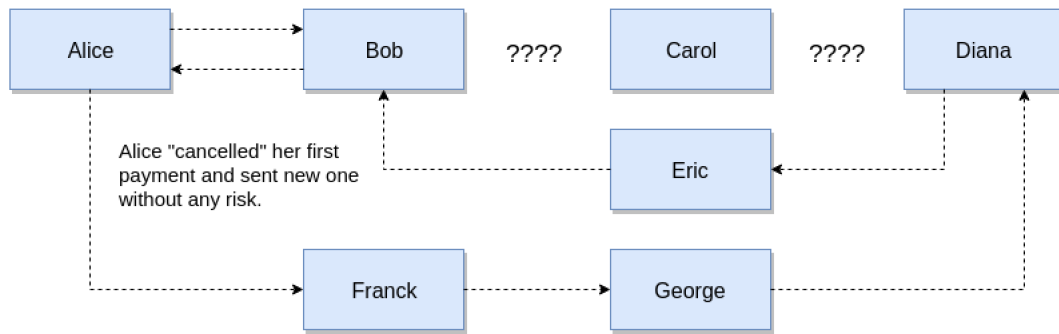 Alice
Bob
????
Carol
????
Diana
Alice "cancelled" her first
payment and sent new one
without any risk.
Eric
Franck
George